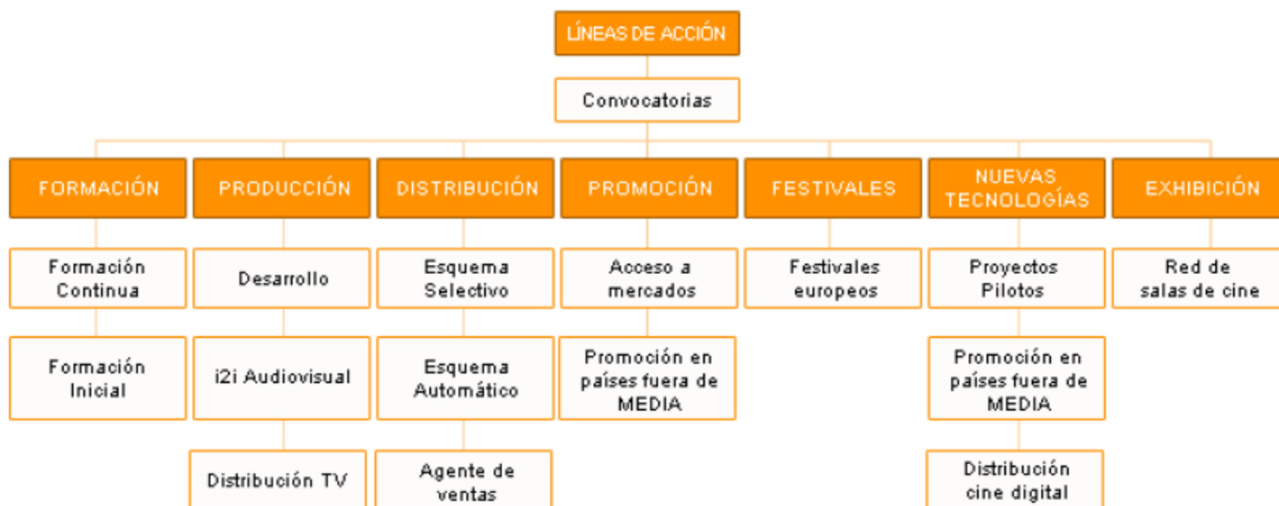 LÍNEAS DE ACCIÓN
Convocatorias
FORMACIÓN
PRODUCCIÓN
DISTRIBUCIÓN
PROMOCIÓN
FESTIVALES
NUEVAS
TECNOLOGÍAS
EXHIBICIÓN
Formación
Continua
Desarrollo
Esquema
Selectivo
Acceso a
mercados
Festivales
europeos
Proyectos
Pilotos
Red de
salas de cine
Formación
Inicial
i2i Audiovisual
Esquema
Automático
Promoción en
países fuera de
MEDIA
Promoción en
países fuera de
MEDIA
Distribución TV
Agente de
ventas
Distribución
cine digital